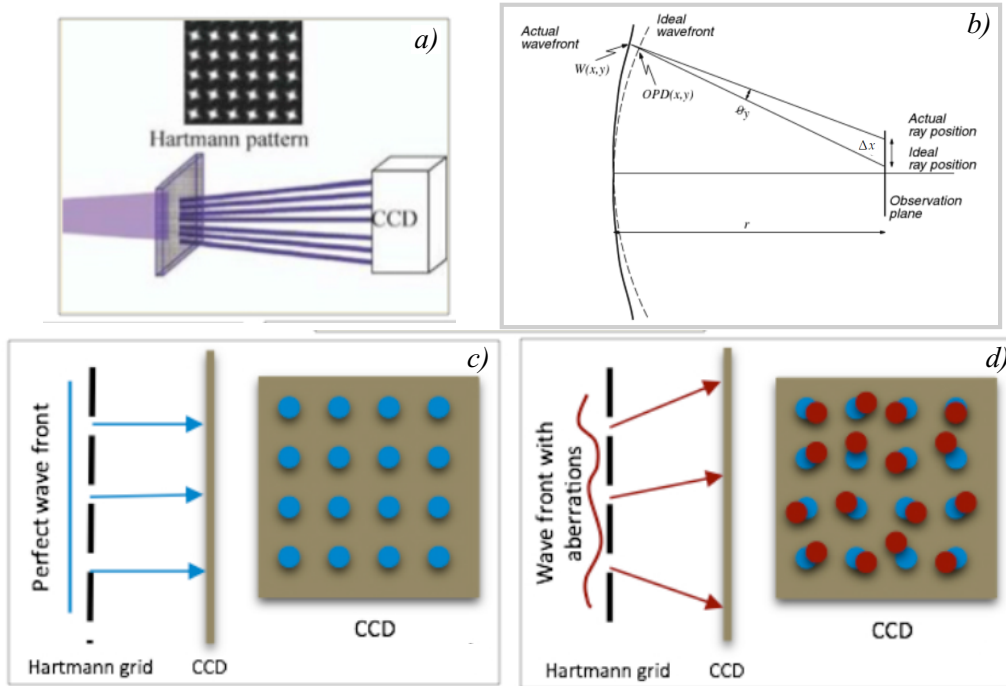 a)
Hartmann pattern
CCD
b)
Actual
wavefront
Ideal
wavefront
W(x,y)
OPD(x,y)
θy
Δx
Actual
ray position
Ideal
ray position
Observation
plane
r
c)
Perfect wave front
CCD
Hartmann grid
CCD
d)
Wave front with
aberrations
CCD
Hartmann grid
CCD